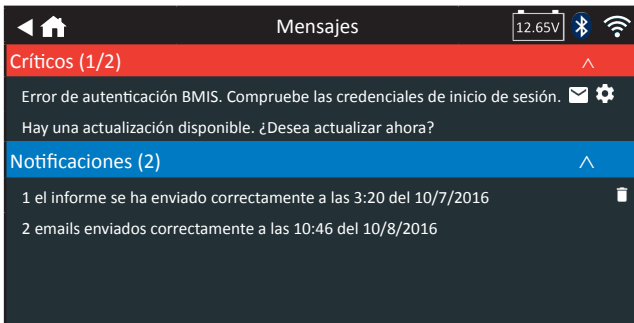 Mensajes
12.65V
Críticos (1/2)
Error de autenticación BMIS. Compruebe las credenciales de inicio de sesión.
Hay una actualización disponible. ¿Desea actualizar ahora?
Notificaciones (2)
1 el informe se ha enviado correctamente a las 3:20 del 10/7/2016
2 emails enviados correctamente a las 10:46 del 10/8/2016